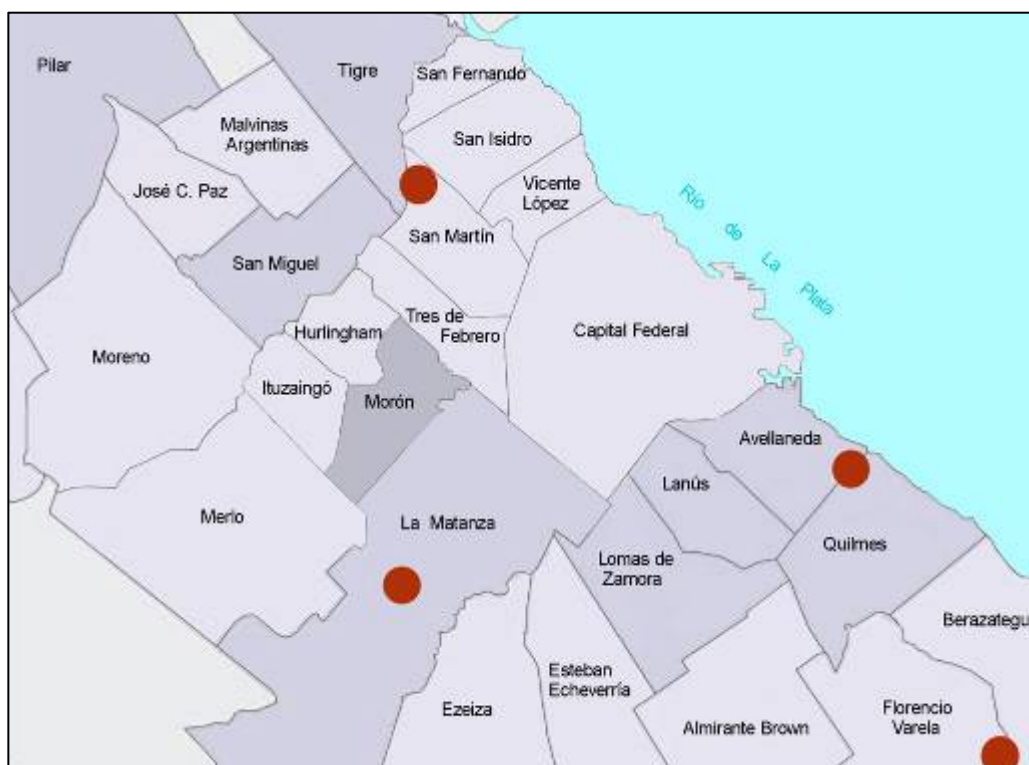 Pilar
Tigre
San Fernando
Malvinas
Argentinas
San Isidro
José C. Paz
Vicente
López
San Martín
San Miguel
Río de La Plata
Tres de
Febrero
Hurlingham
Capital Federal
Moreno
Ituzaingó
Morón
Avellaneda
Lanús
Merlo
La Matanza
Quilmes
Lomas de
Zamora
Berazategu
Esteban
Echeverría
Ezeiza
Florencio
Varela
Almirante Brown